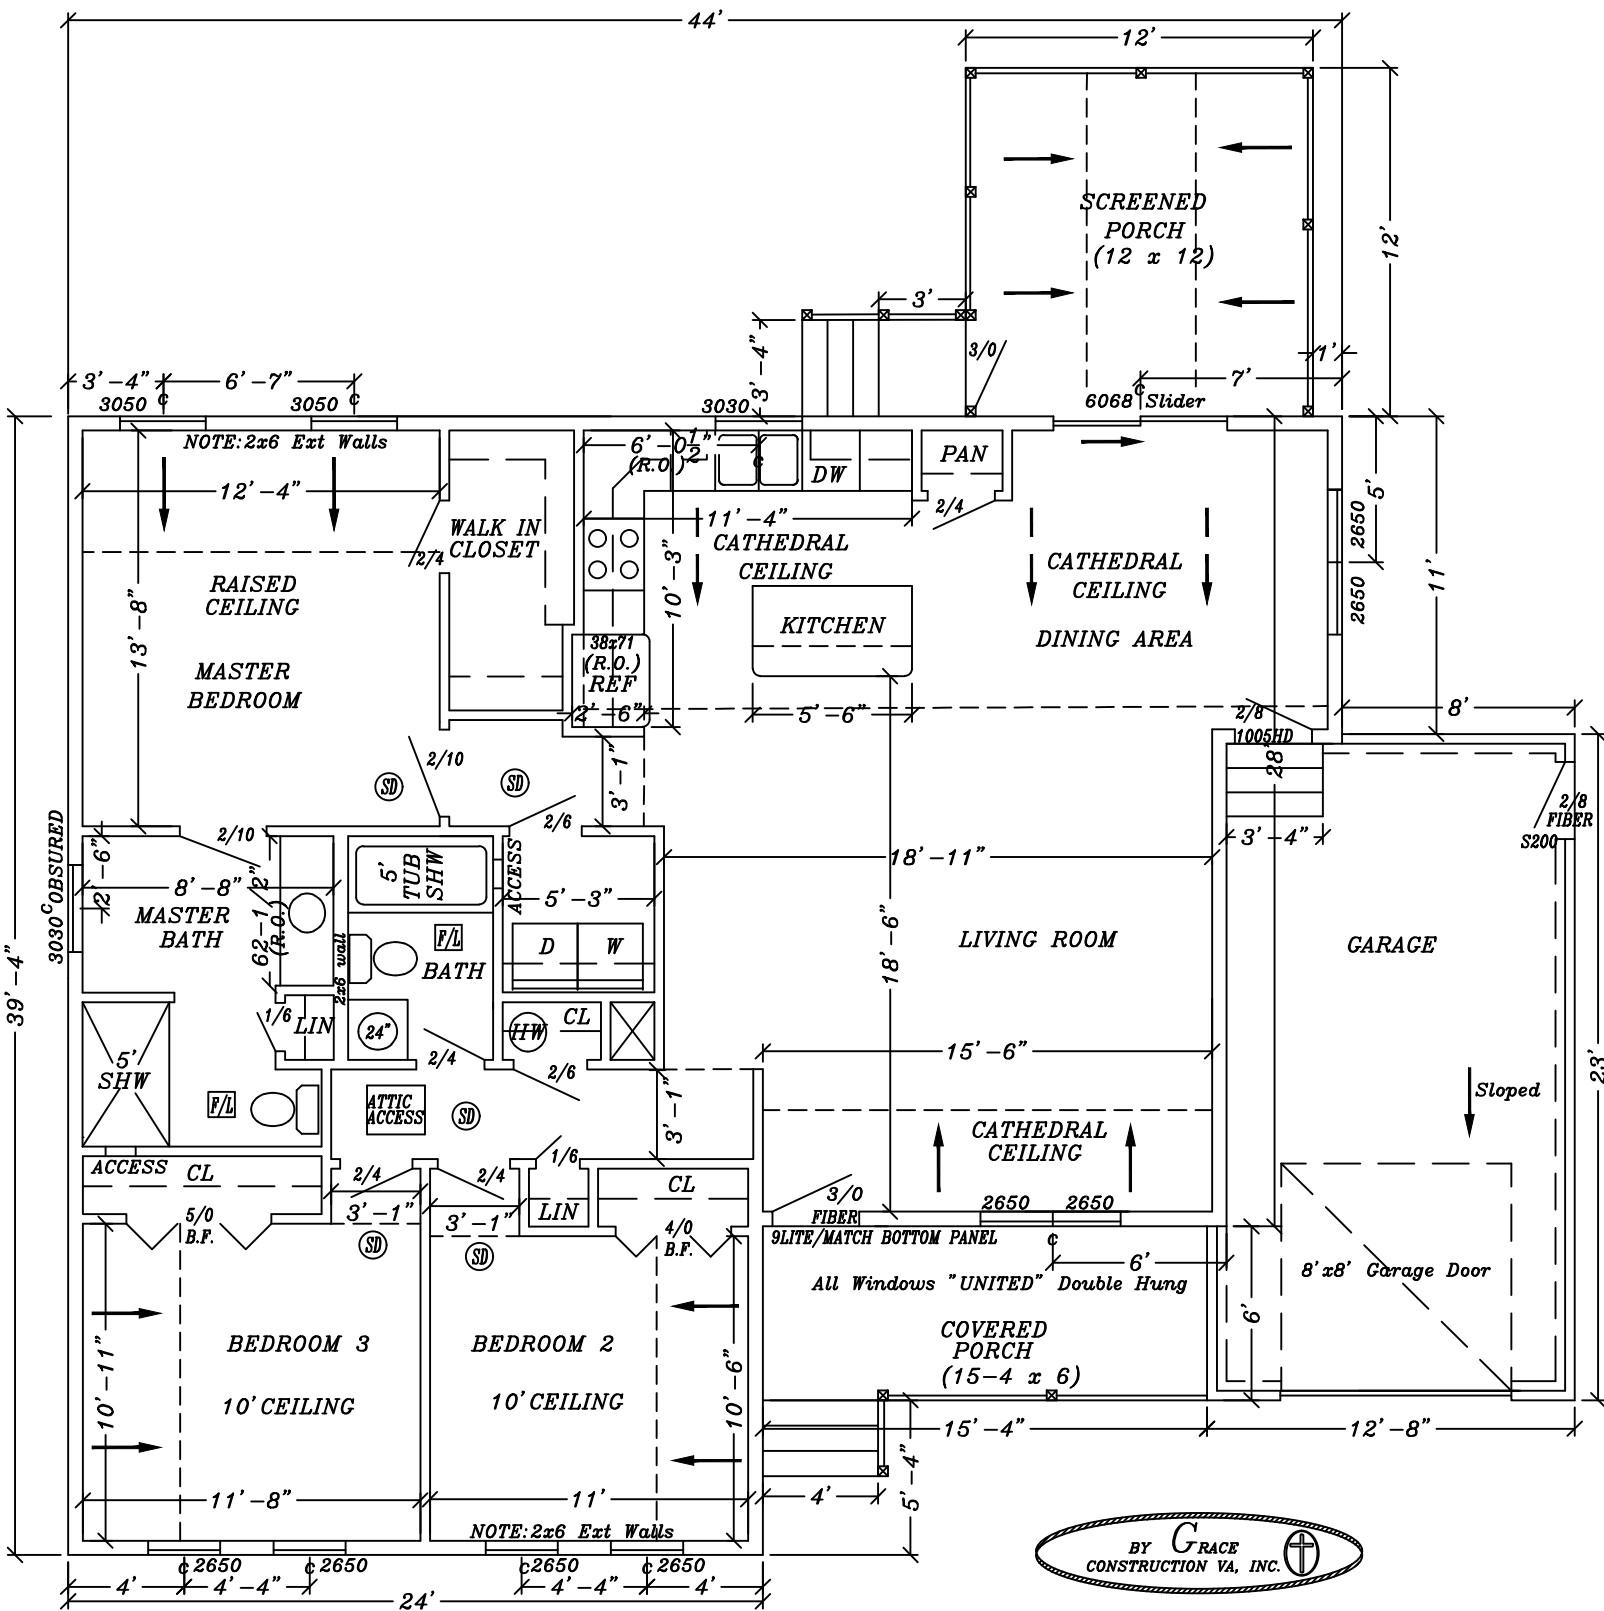 44'
12'
12'
SCREENED
PORCH
(12 x 12)
3'
3/0
3'-4"
1'
7'
3'-4"
6'-7"
3050 C
3050 C
3030
6068 C Slider
NOTE:2x6 Ext Walls
6'-0 1/2"
(R.O.)
C
DW
PAN
12'-4"
2/4
11'-4"
2/4
WALK IN
CLOSET
CATHEDRAL
CEILING
CATHEDRAL
CEILING
5'
2650
2650
11'
RAISED
CEILING
13'-8"
10'-3"
KITCHEN
DINING AREA
38x71
(R.O.)
REF
MASTER
BEDROOM
2'-6"
5'-6"
2/8
1005HD
8'
28'
2/10
SD
SD
3'-1"
2/6
2/10
2/8
FIBER
S200
3'-4"
3030 C OBSURED
2'-6"
8'-8"
62-1/2"
(R.O.)
5'
TUB
SHW
ACCESS
5'-3"
18'-11"
MASTER
BATH
2x6 wall
F/L
BATH
D
W
18'-6"
LIVING ROOM
GARAGE
39'-4"
1/6
LIN
24"
2/4
HW
CL
5'
SHW
2/6
15'-6"
23'
F/L
ATTIC
ACCESS
SD
3'-1"
Sloped
CATHEDRAL
CEILING
ACCESS
CL
2/4
2/4
1/6
CL
3'-1"
3'-1"
LIN
5/0
B.F.
4/0
B.F.
SD
SD
3/0
FIBER
9LITE/MATCH BOTTOM PANEL
2650
2650
C
6'
All Windows "UNITED" Double Hung
8'x8' Garage Door
6'
COVERED
PORCH
(15-4 x 6)
BEDROOM 3
BEDROOM 2
10'-11"
10'-6"
10' CEILING
10' CEILING
15'-4"
12'-8"
11'-8"
11'
4'
5'-4"
NOTE:2x6 Ext Walls
C 2650
C 2650
C 2650
C 2650
4'
4'-4"
4'-4"
4'
24'
BY GRACE
CONSTRUCTION VA, INC.